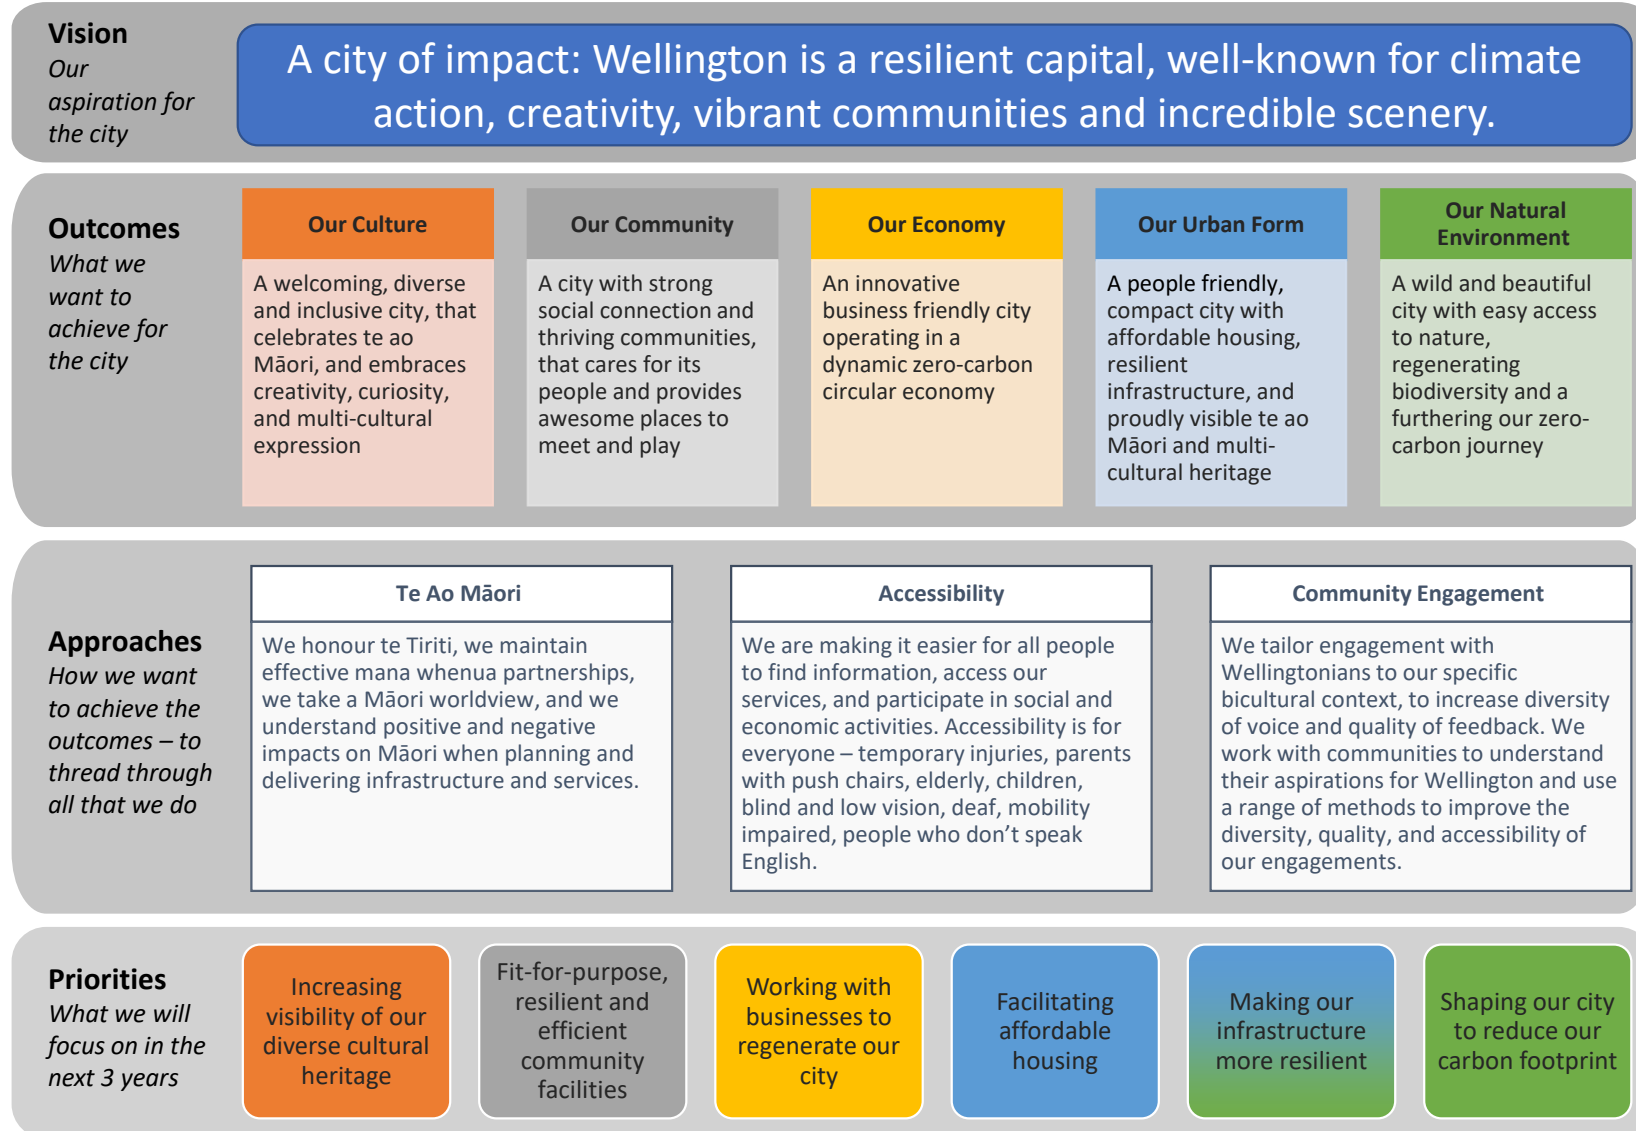 Vision
Our
aspiration for
the city
A city of impact: Wellington is a resilient capital, well-known for climate
action, creativity, vibrant communities and incredible scenery.
Outcomes
What we
want to
achieve for
the city
Our Culture
A welcoming, diverse
and inclusive city, that
celebrates te ao
Māori, and embraces
creativity, curiosity,
and multi-cultural
expression
Our Community
A city with strong
social connection and
thriving communities,
that cares for its
people and provides
awesome places to
meet and play
Our Economy
An innovative
business friendly city
operating in a
dynamic zero-carbon
circular economy
Our Urban Form
A people friendly,
compact city with
affordable housing,
resilient
infrastructure, and
proudly visible te ao
Māori and multi-
cultural heritage
Our Natural
Environment
A wild and beautiful
city with easy access
to nature,
regenerating
biodiversity and a
furthering our zero-
carbon journey
Approaches
How we want
to achieve the
outcomes – to
thread through
all that we do
Te Ao Māori
We honour te Tiriti, we maintain
effective mana whenua partnerships,
we take a Māori worldview, and we
understand positive and negative
impacts on Māori when planning and
delivering infrastructure and services.
Accessibility
We are making it easier for all people
to find information, access our
services, and participate in social and
economic activities. Accessibility is for
everyone – temporary injuries, parents
with push chairs, elderly, children,
blind and low vision, deaf, mobility
impaired, people who don’t speak
English.
Community Engagement
We tailor engagement with
Wellingtonians to our specific
bicultural context, to increase diversity
of voice and quality of feedback. We
work with communities to understand
their aspirations for Wellington and use
a range of methods to improve the
diversity, quality, and accessibility of
our engagements.
Priorities
What we will
focus on in the
next 3 years
Increasing
visibility of our
diverse cultural
heritage
Fit-for-purpose,
resilient and
efficient
community
facilities
Working with
businesses to
regenerate our
city
Facilitating
affordable
housing
Making our
infrastructure
more resilient
Shaping our city
to reduce our
carbon footprint